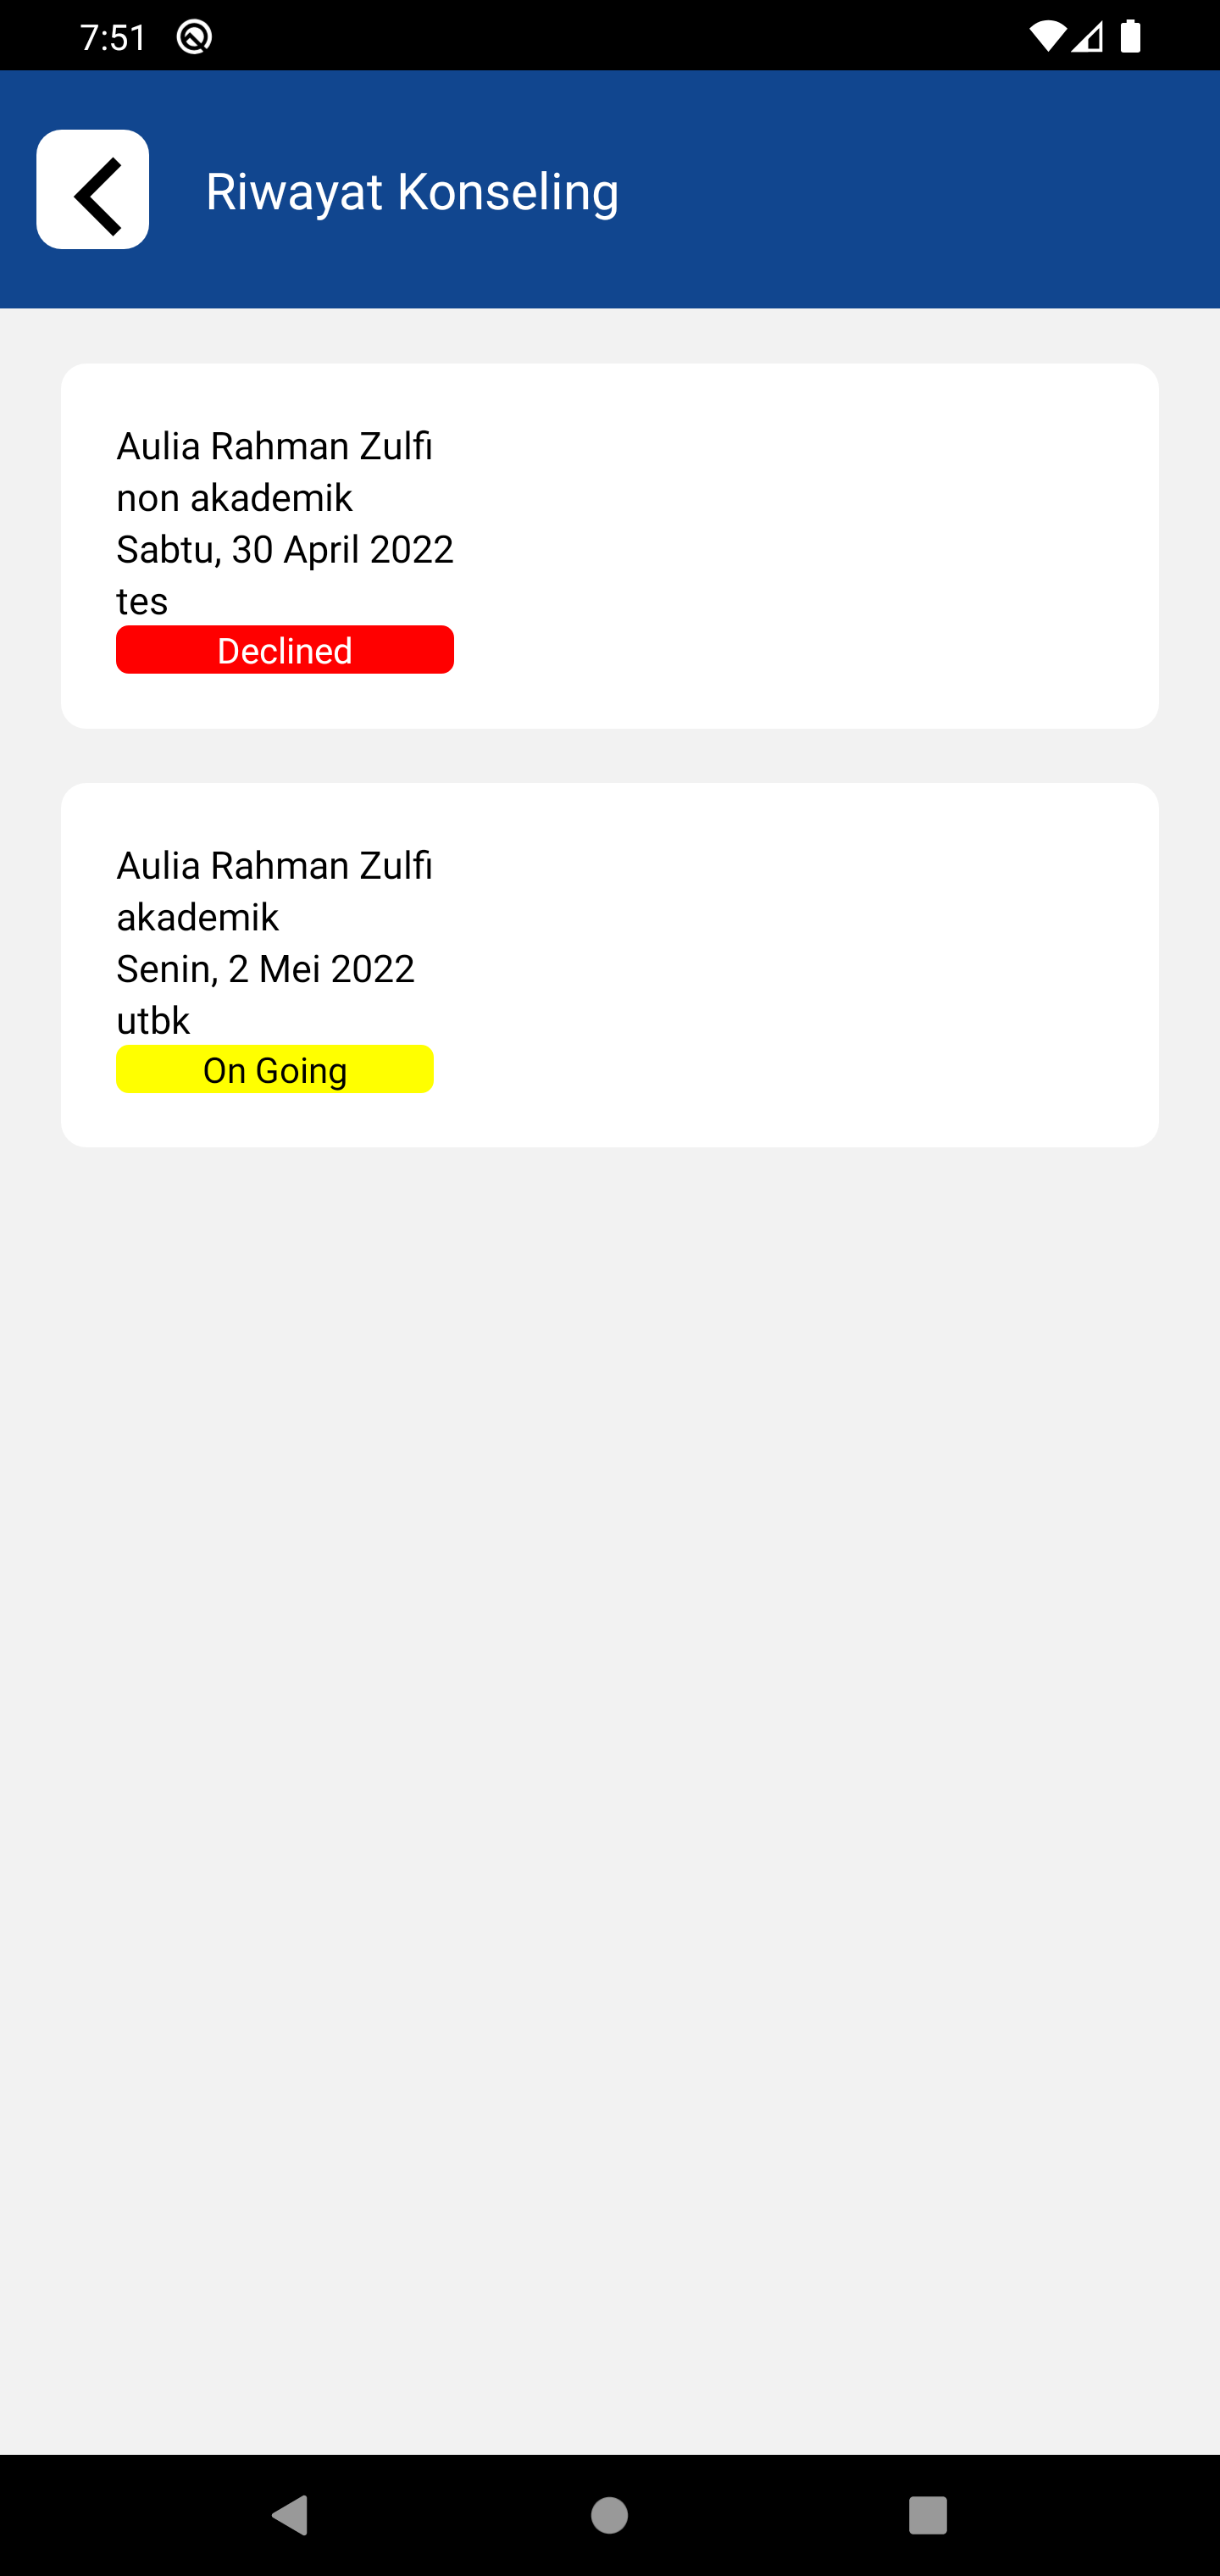 7:51
Riwayat Konseling
Aulia Rahman Zulfi
non akademik
Sabtu, 30 April 2022
tes
Declined
Aulia Rahman Zulfi
akademik
Senin, 2 Mei 2022
utbk
On Going